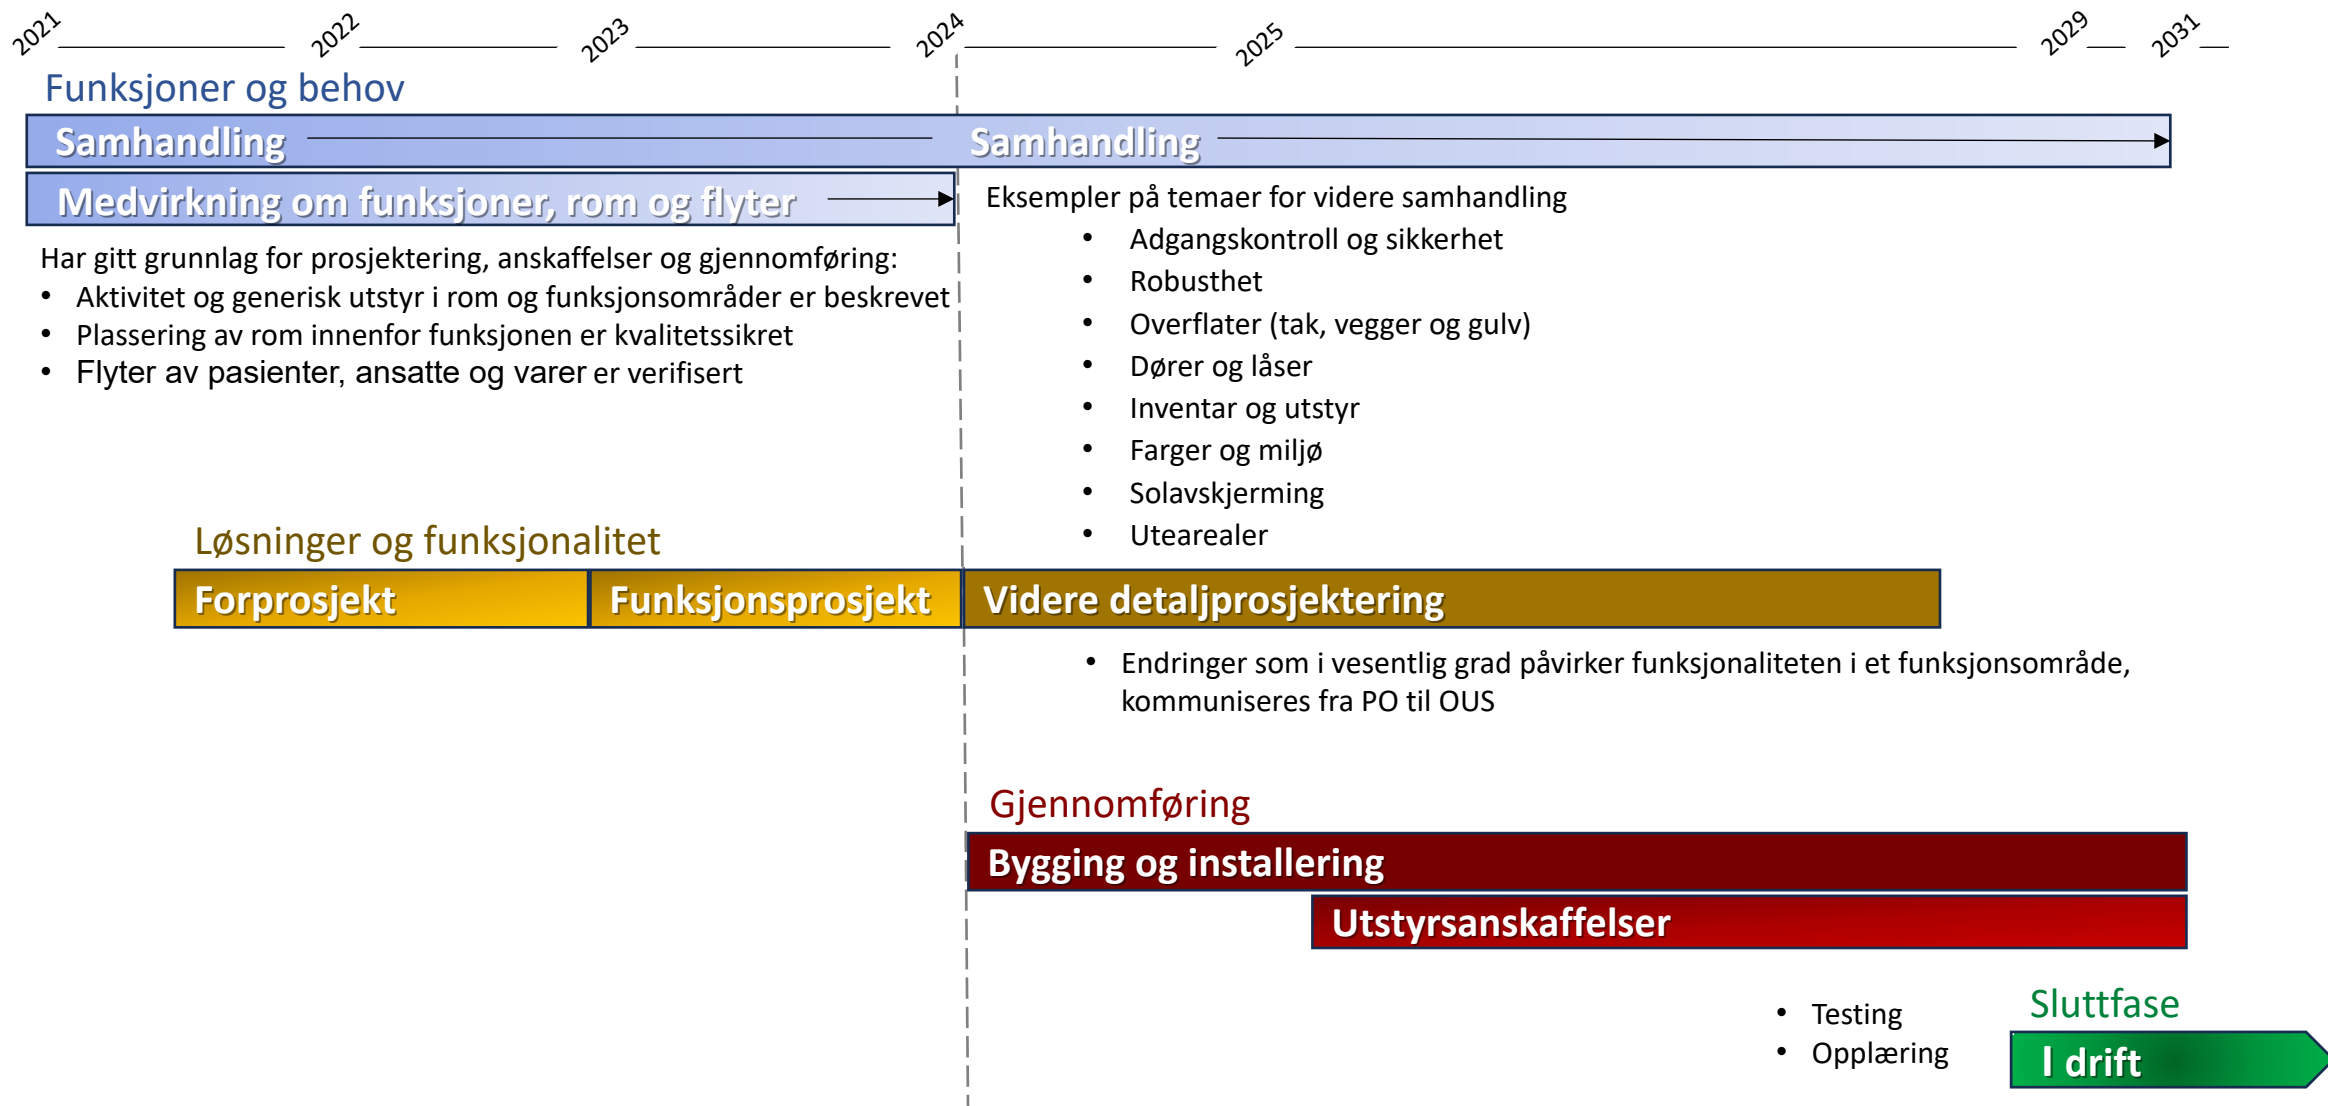 2021 2022 2023 2024 2025 2029 2031
Funksjoner og behov
Samhandling Samhandling
Medvirkning om funksjoner, rom og flyter
Har gitt grunnlag for prosjektering, anskaffelser og gjennomføring:
• Aktivitet og generisk utstyr i rom og funksjonsområder er beskrevet
• Plassering av rom innenfor funksjonen er kvalitetssikret
• Flyter av pasienter, ansatte og varer er verifisert
Eksempler på temaer for videre samhandling
• Adgangskontroll og sikkerhet
• Robusthet
• Overflater (tak, vegger og gulv)
• Dører og låser
• Inventar og utstyr
• Farger og miljø
• Solavskjerming
• Utearealer
Løsninger og funksjonalitet
Forprosjekt Funksjonsprosjekt Videre detaljprosjektering
• Endringer som i vesentlig grad påvirker funksjonaliteten i et funksjonsområde,
kommuniseres fra PO til OUS
Gjennomføring
Bygging og installering
Utstyrsanskaffelser
• Testing
• Opplæring
Sluttfase
I drift